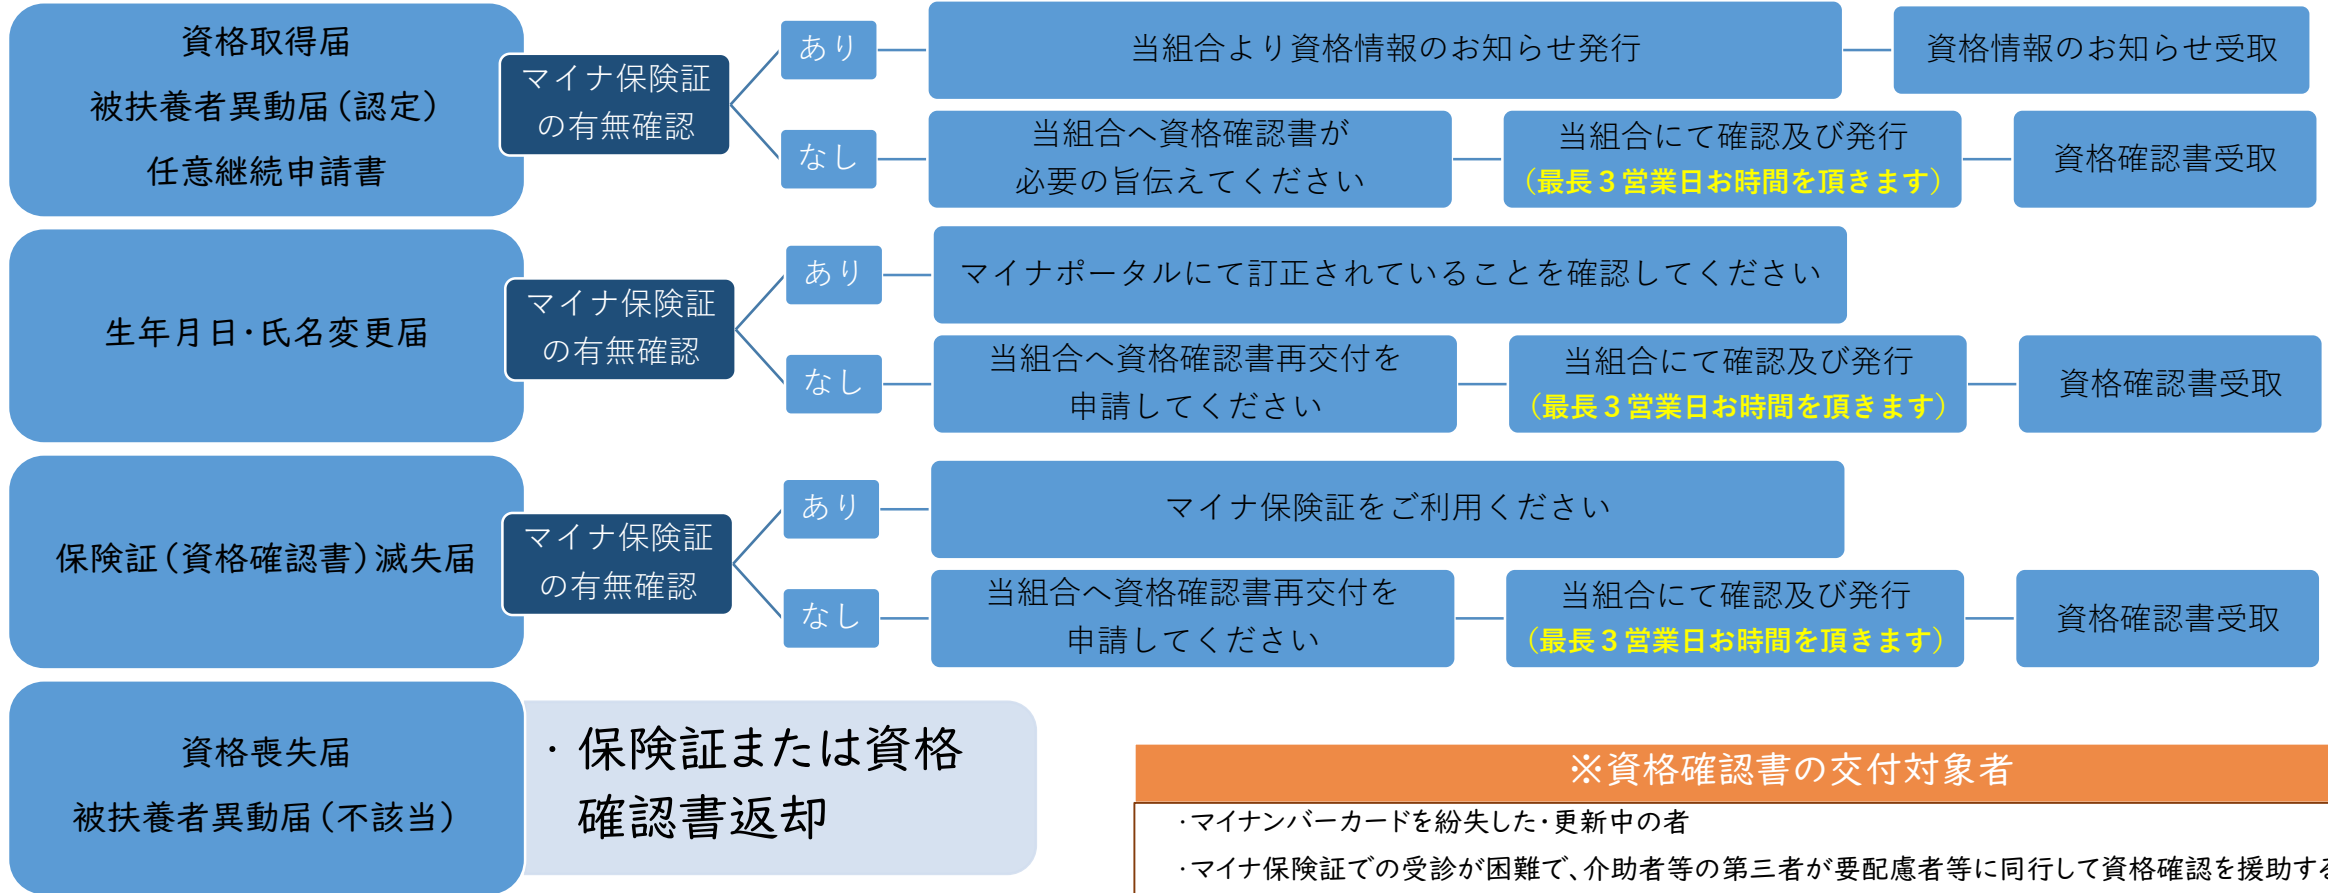 資格取得届
被扶養者異動届（認定）
任意継続申請書
マイナ保険証
の有無確認
あり
当組合より資格情報のお知らせ発行
資格情報のお知らせ受取
なし
当組合へ資格確認書が
必要の旨伝えてください
当組合にて確認及び発行
（最長３営業日お時間を頂きます）
資格確認書受取
生年月日・氏名変更届
マイナ保険証
の有無確認
あり
マイナポータルにて訂正されていることを確認してください
なし
当組合へ資格確認書再交付を
申請してください
当組合にて確認及び発行
（最長３営業日お時間を頂きます）
資格確認書受取
保険証（資格確認書）滅失届
マイナ保険証
の有無確認
あり
マイナ保険証をご利用ください
なし
当組合へ資格確認書再交付を
申請してください
当組合にて確認及び発行
（最長３営業日お時間を頂きます）
資格確認書受取
資格喪失届
被扶養者異動届（不該当）
・保険証または資格
確認書返却
※資格確認書の交付対象者
・マイナンバーカードを紛失した・更新中の者
・マイナ保険証での受診が困難で、介助者等の第三者が要配慮者等に同行して資格確認を援助する